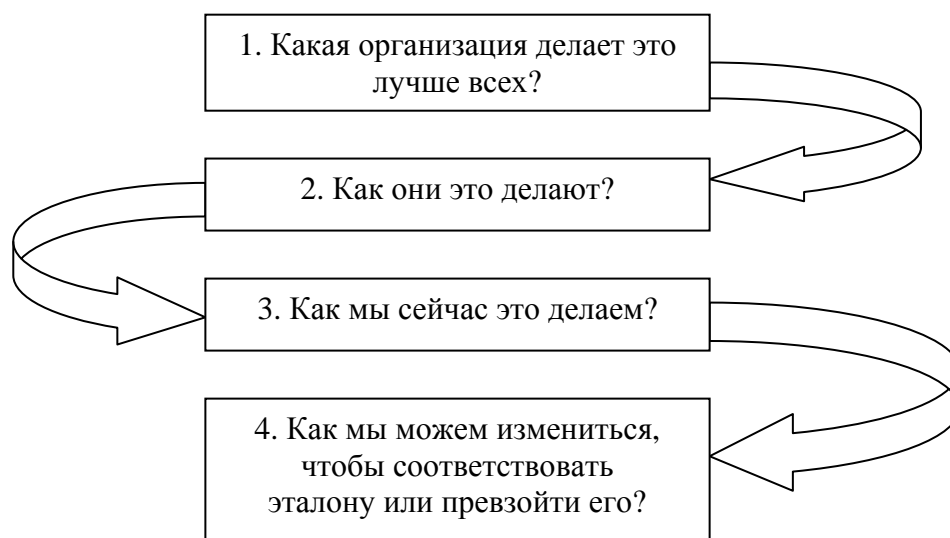 1. Какая организация делает это
лучше всех?
2. Как они это делают?
3. Как мы сейчас это делаем?
4. Как мы можем измениться,
чтобы соответствовать
эталону или превзойти его?